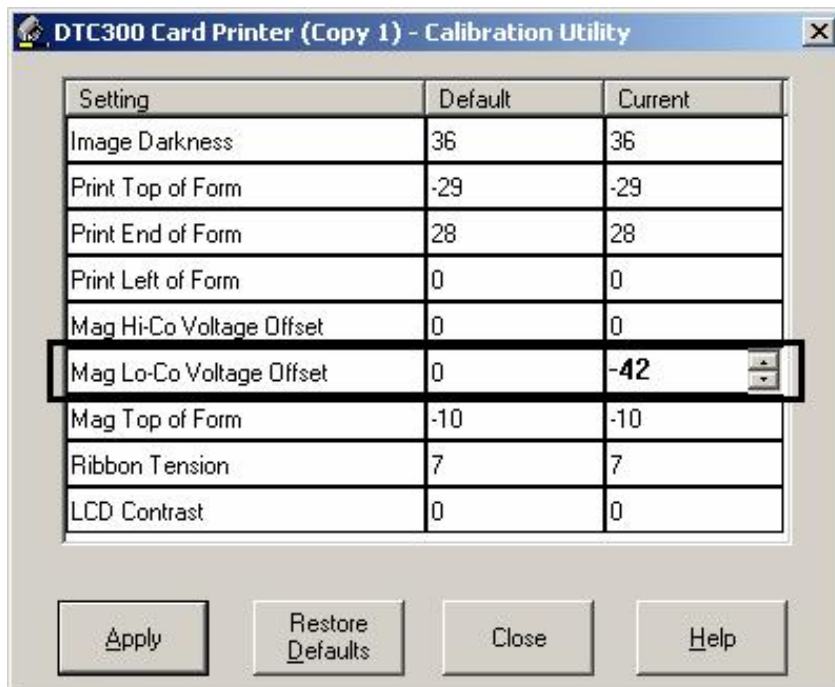 DTC300 Card Printer (Copy 1) - Calibration Utility
Setting Default Current
Image Darkness 36 36
Print Top of Form -29 -29
Print End of Form 28 28
Print Left of Form 0 0
Mag Hi-Co Voltage Offset 0 0
Mag Lo-Co Voltage Offset 0 -42
Mag Top of Form -10 -10
Ribbon Tension 7 7
LCD Contrast 0 0
Apply Restore Defaults Close Help